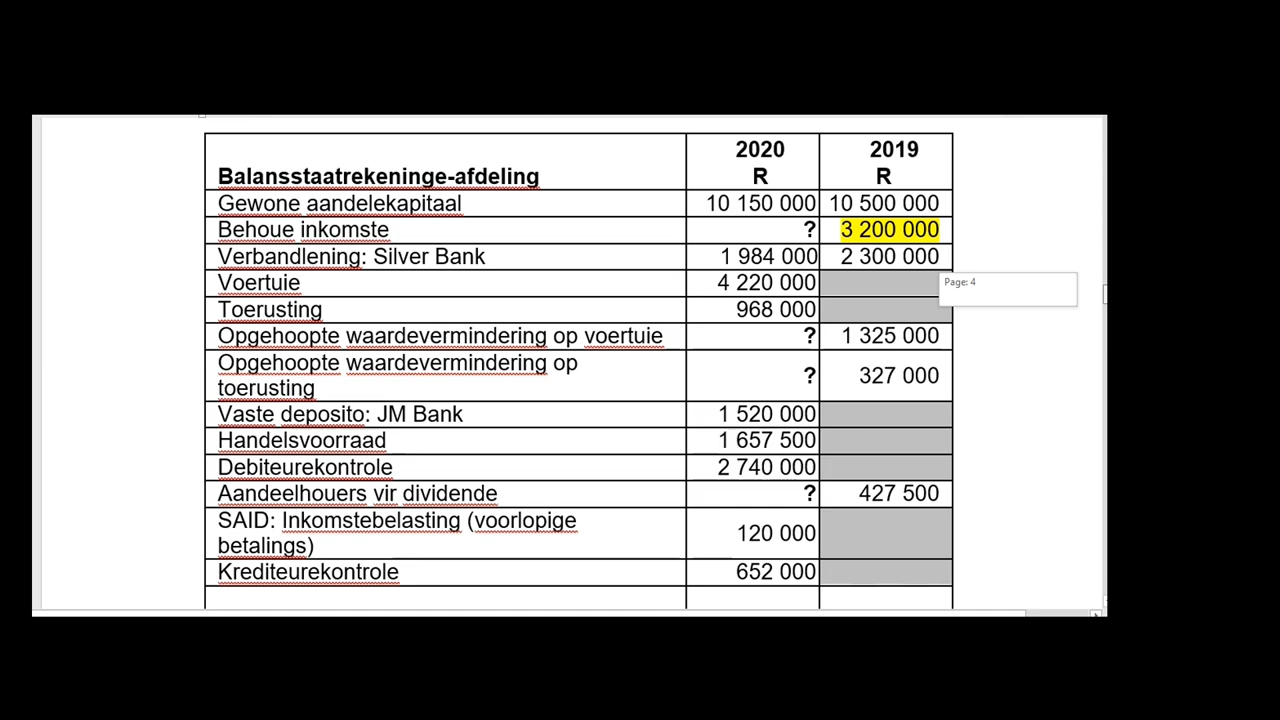 2020 2019
Balansstaatrekeninge-afdeling R R
Gewone aandelekapitaal 10 150 000 10 500 000
Behoue inkomste ? 3 200 000
Verbandlening: Silver Bank 1 984 000 2 300 000
Voertuie 4 220 000
Page: 4
Toerusting 968 000
Opgehoopte waardevermindering op voertuie ? 1 325 000
Opgehoopte waardevermindering op
toerusting ? 327 000
Vaste deposito: JM Bank 1 520 000
Handelsvoorraad 1 657 500
Debiteurekontrole 2 740 000
Aandeelhouers vir dividende ? 427 500
SAID: Inkomstebelasting (voorlopige
betalings) 120 000
Krediteurekontrole 652 000